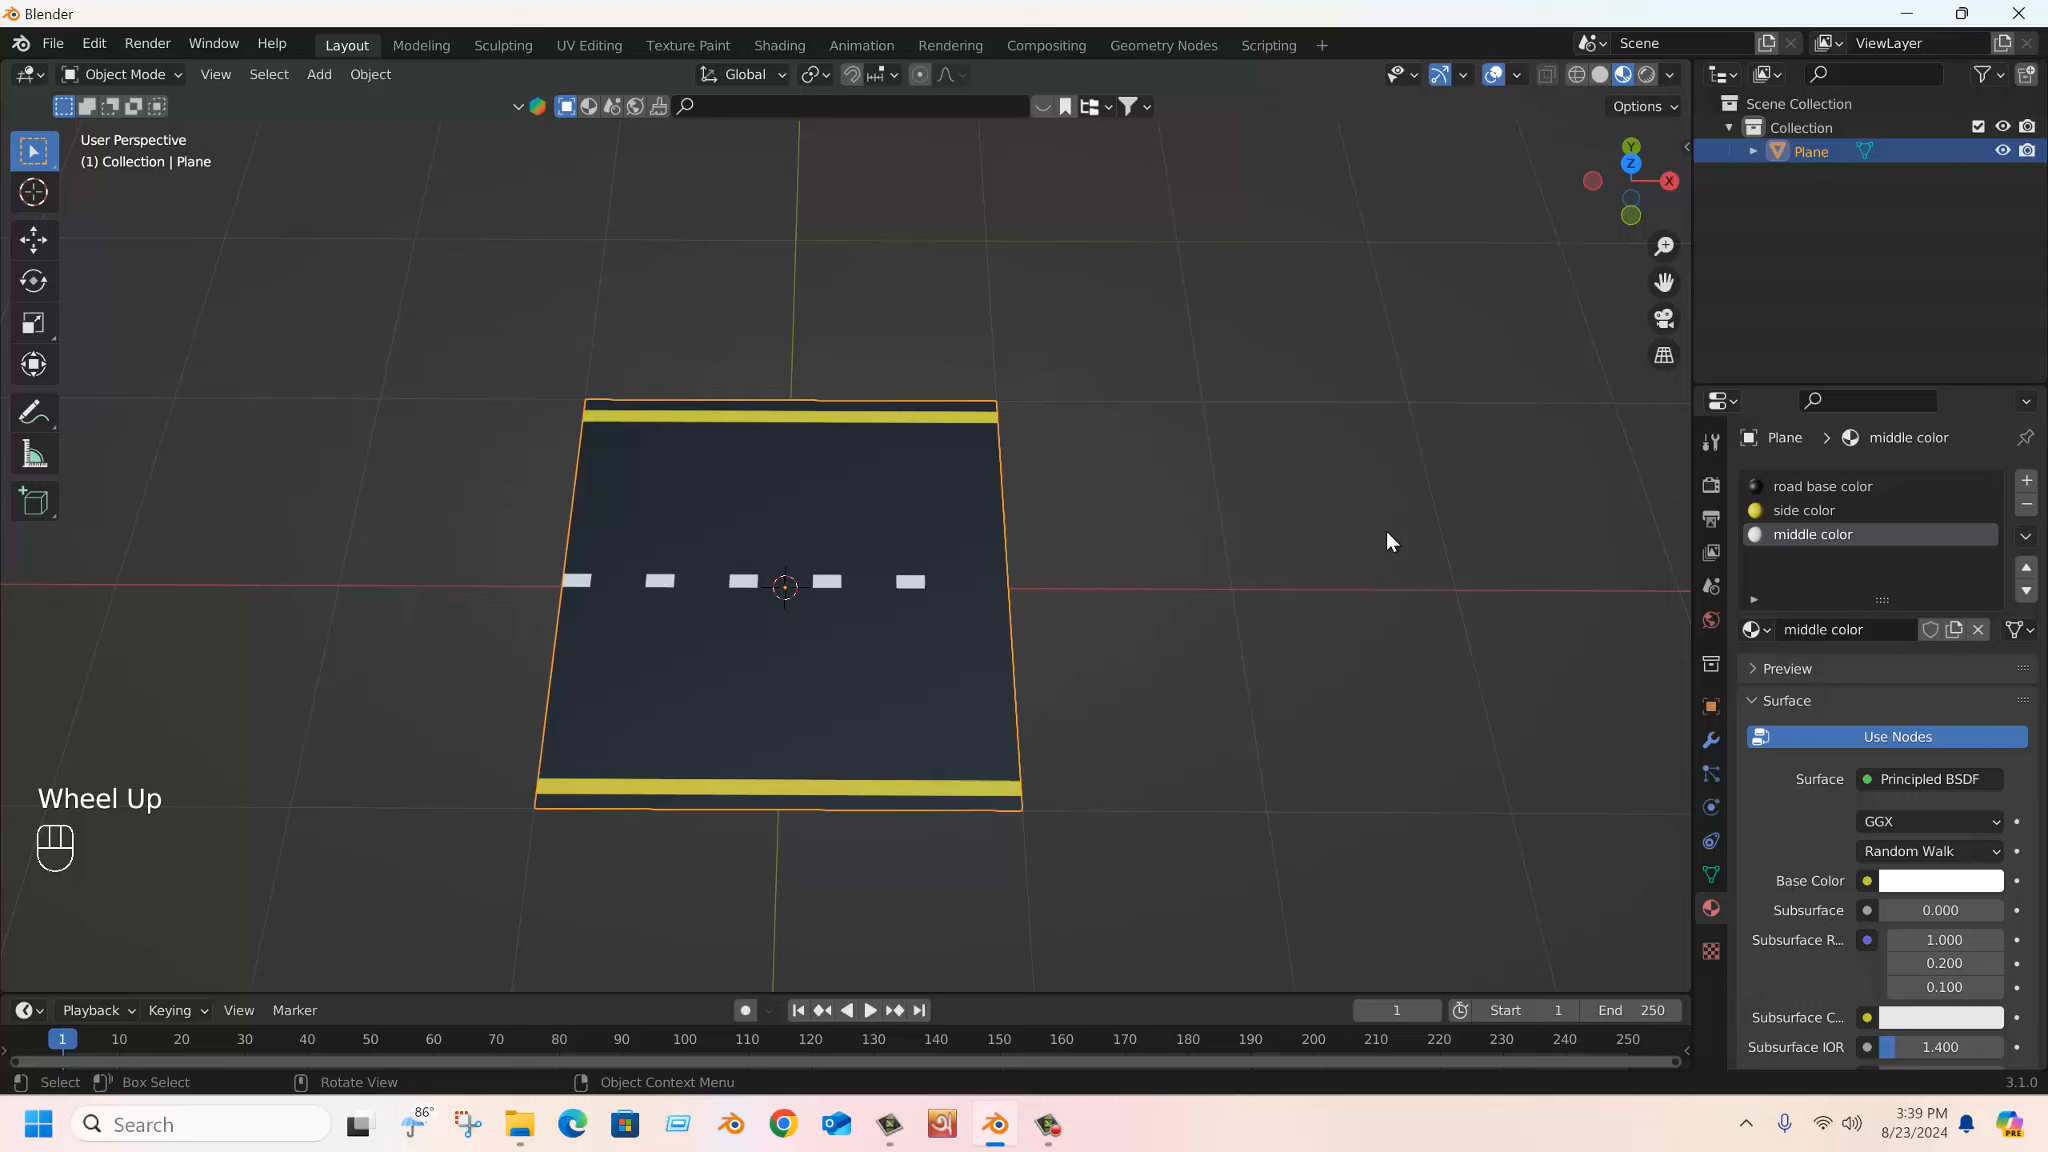 Blender
File Edit Render Window Help Layout Modeling Sculpting UV Editing Texture Paint Shading Animation Rendering Compositing Geometry Nodes Scripting + Scene ViewLayer
Object Mode View Select Add Object Global
Options
User Perspective
(1) Collection | Plane
Y
Z
X
Scene Collection
Collection
Plane
Plane > middle color
road base color
side color
middle color
middle color
Preview
Surface
Use Nodes
Surface Principled BSDF
GGX
Random Walk
Base Color
Subsurface 0.000
Subsurface R... 1.000
0.200
0.100
Subsurface C...
Subsurface IOR 1.400
Wheel Up
Playback Keying View Marker 1 Start 1 End 250
1 10 20 30 40 50 60 70 80 90 100 110 120 130 140 150 160 170 180 190 200 210 220 230 240 250
Select Box Select Rotate View Object Context Menu 3.1.0
Search 86° 3:39 PM
8/23/2024
PRE